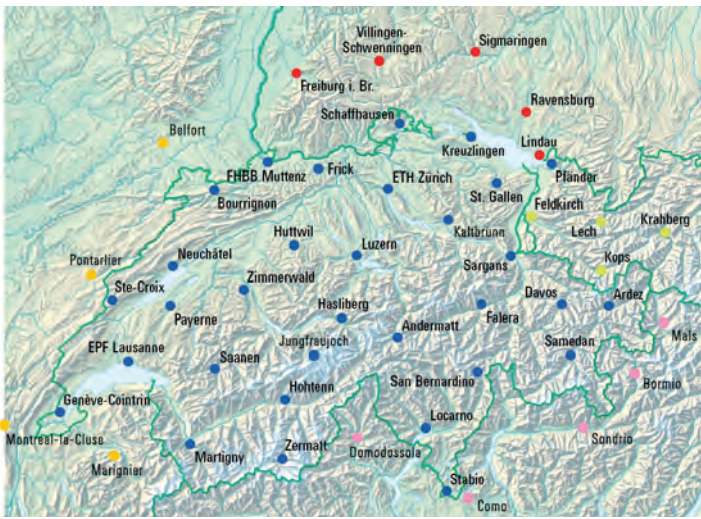 Villingen-
Schwenningen
Sigmaringen
Freiburg i. Br.
Ravensburg
Schaffhausen
Belfort
Kreuzlingen
Lindau
FHBB Muttenz
Frick
ETH Zürich
Pfänder
St. Gallen
Bourrignon
Feldkirch
Lech
Krahberg
Kaltbrunn
Huttwil
Luzern
Neuchâtel
Sargans
Kops
Pontarlier
Ste-Croix
Zimmerwald
Davos
Ardez
Payerne
Hasliberg
Falera
Andermatt
Mals
EPF Lausanne
Saanen
Jungfraujoch
Samedan
San Bernardino
Bormio
Hohtenn
Genève-Cointrin
Locarno
Montreal-la-Cluse
Domodossola
Sondrio
Martigny
Zermatt
Marignier
Stabio
Como